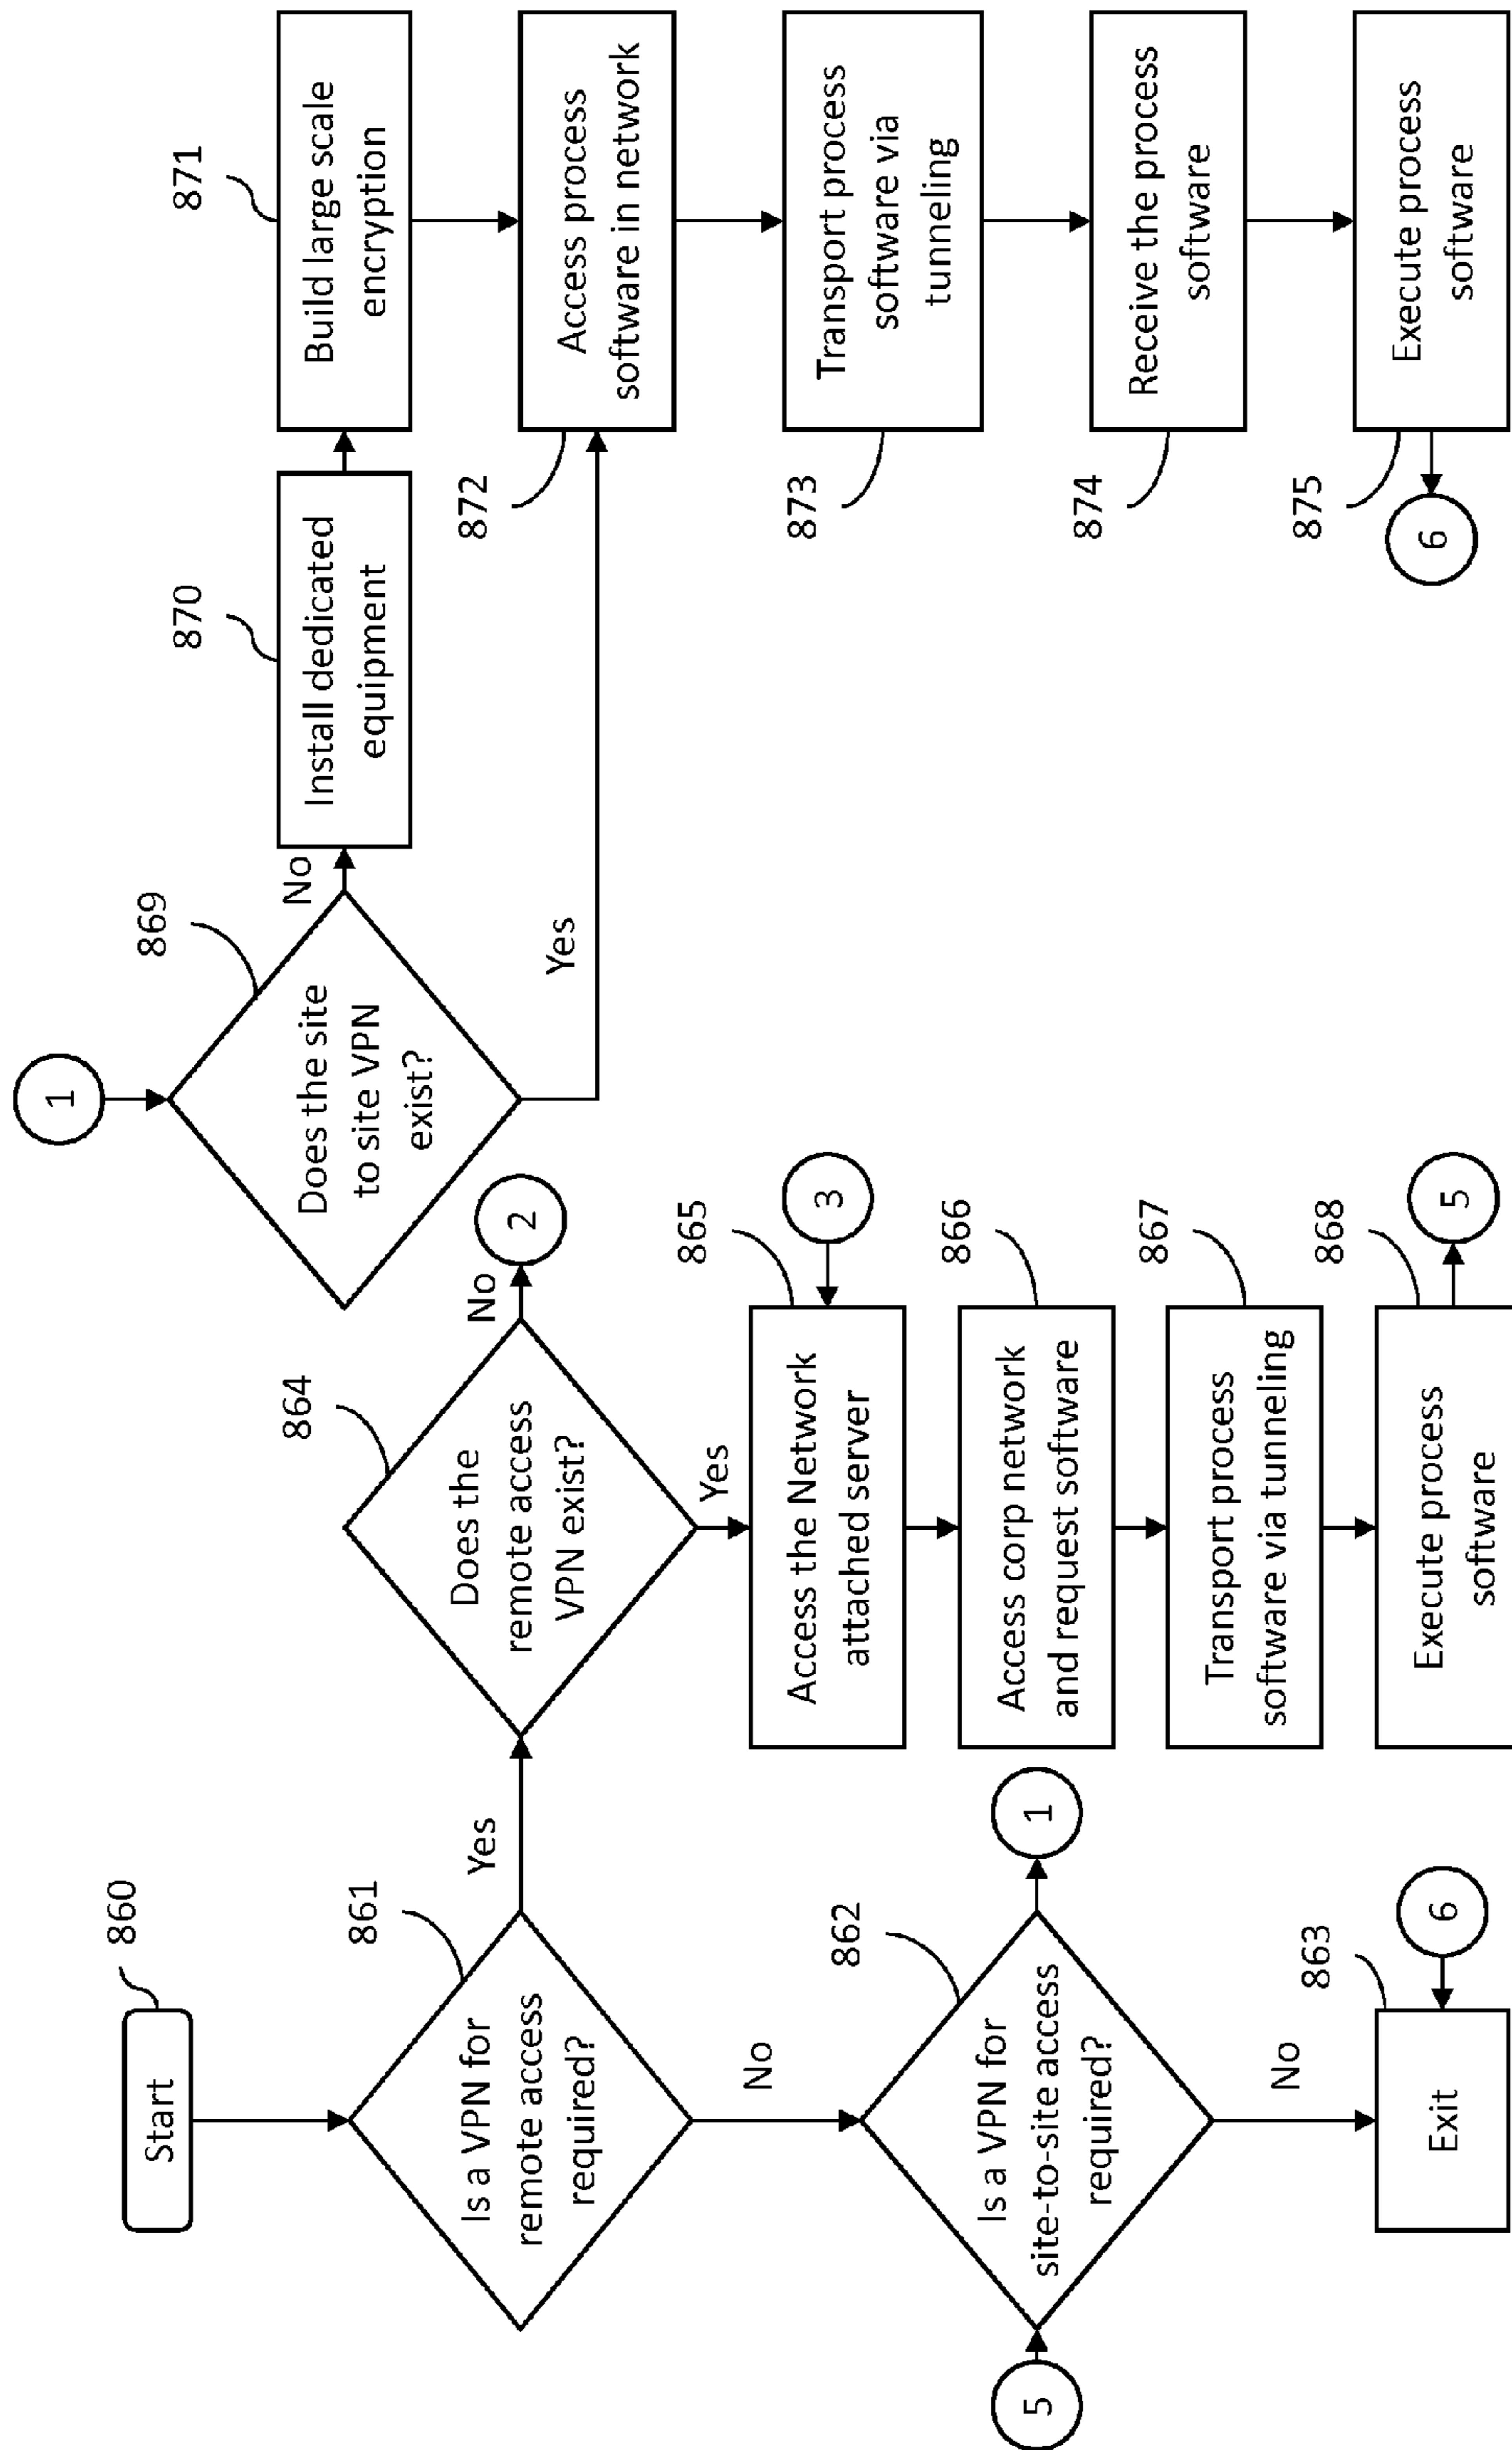 860
Start
861
Is a VPN for
remote access
required?
Yes
No
5
862
Is a VPN for
site-to-site access
required?
1
No
863
Exit
6
864
Does the
remote access
VPN exist?
No
2
Yes
865
Access the Network
attached server
3
866
Access corp network
and request software
867
Transport process
software via tunneling
868
Execute process
software
5
1
869
Does the site
to site VPN
exist?
No
Yes
870
Install dedicated
equipment
871
Build large scale
encryption
872
Access process
software in network
873
Transport process
software via
tunneling
874
Receive the process
software
875
Execute process
software
6